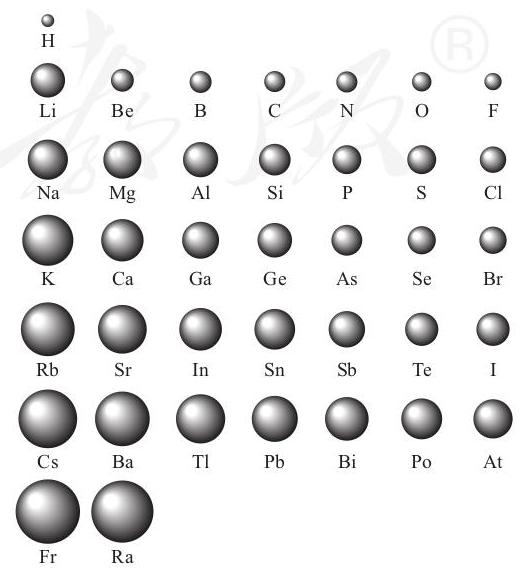 H
Li Be B C N O F
Na Mg Al Si P S Cl
K Ca Ga Ge As Se Br
Rb Sr In Sn Sb Te I
Cs Ba Tl Pb Bi Po At
Fr Ra
®